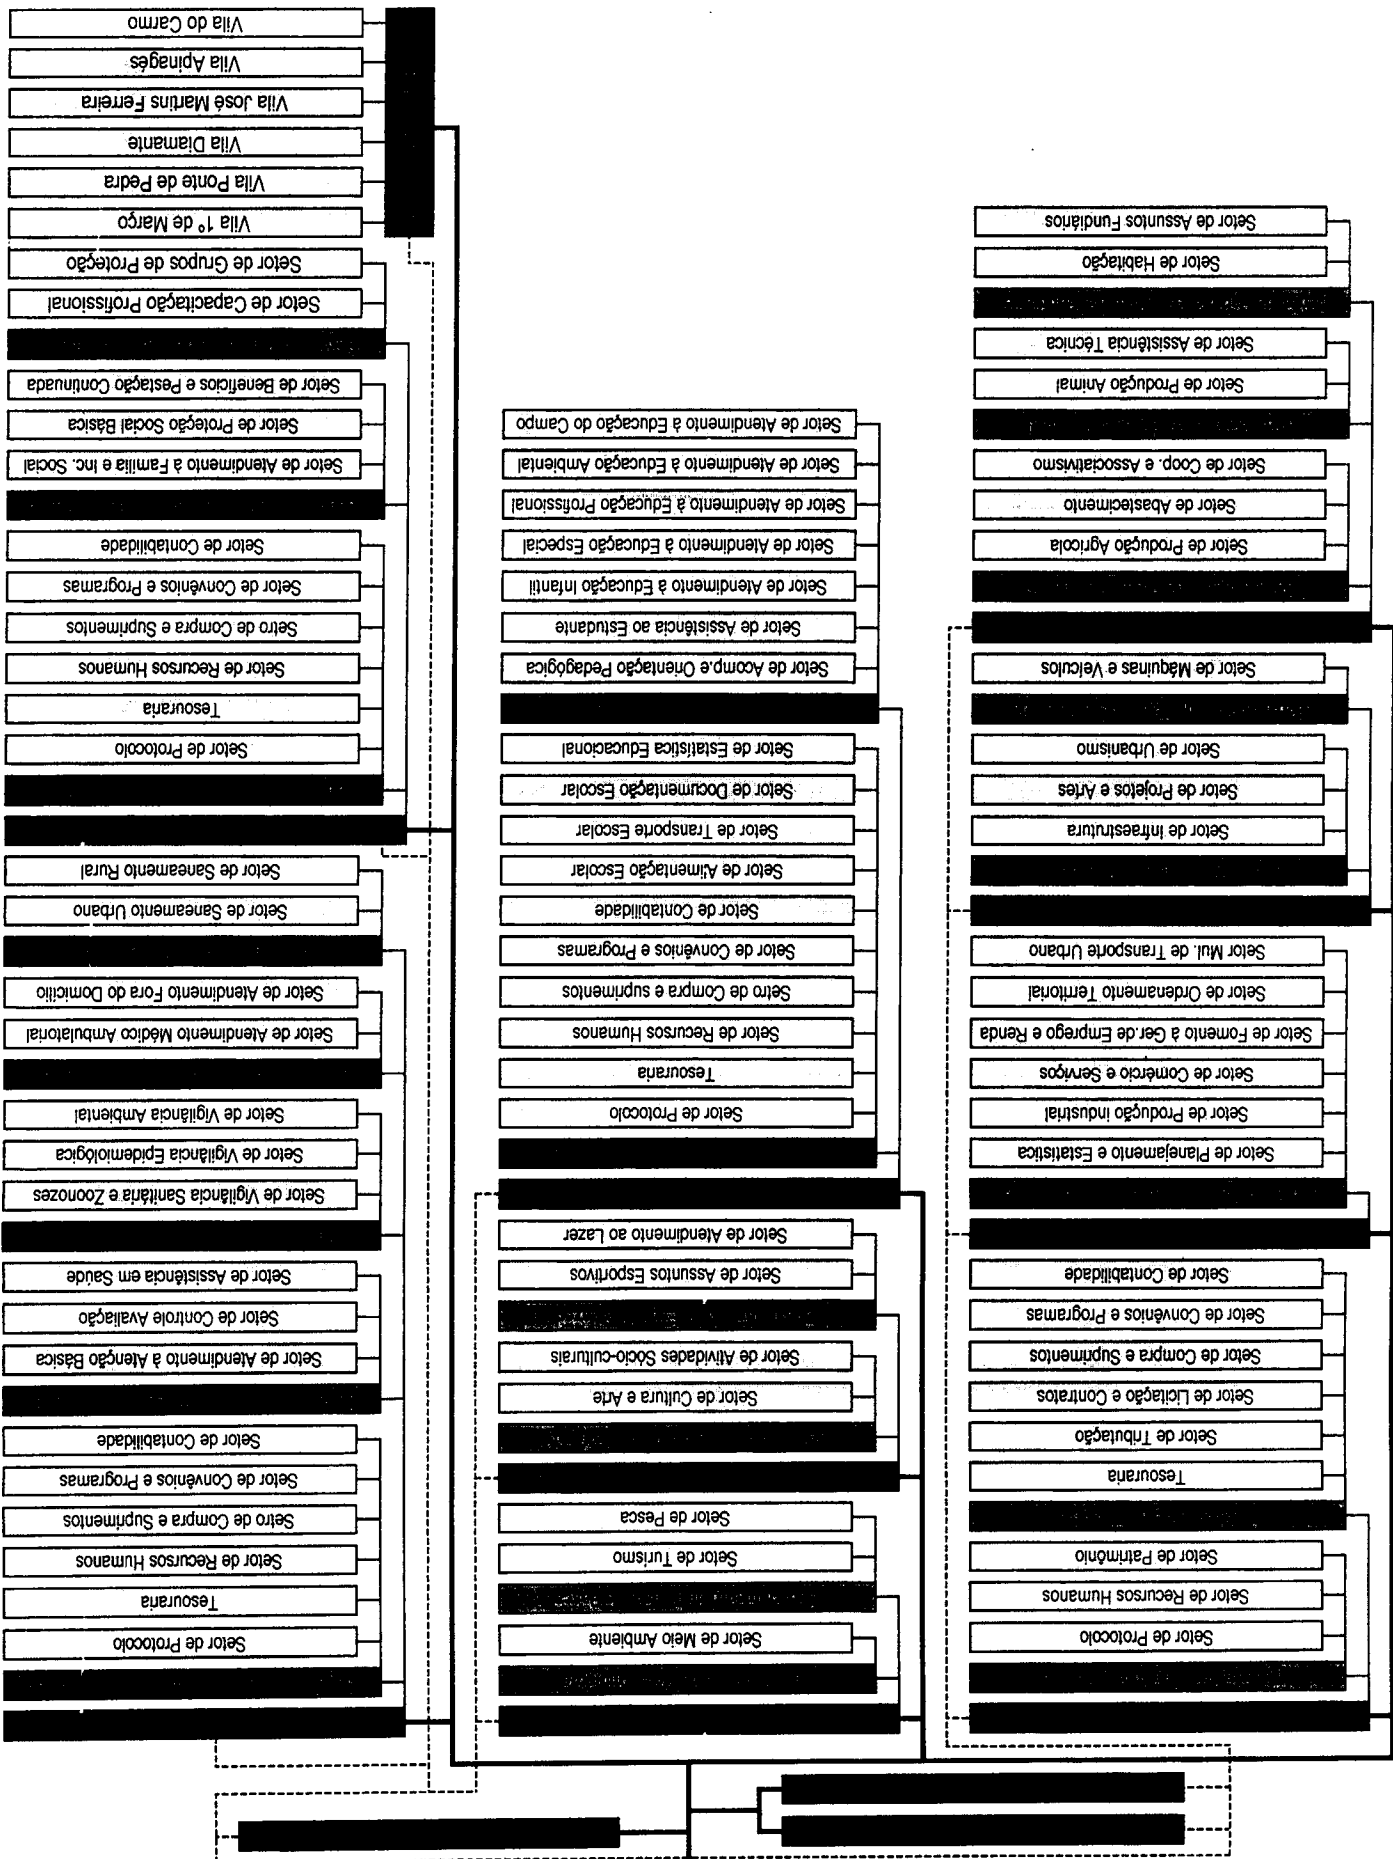 Setor de Protocolo
Setor de Recursos Humanos
Setor de Patrimônio
Tesouraria
Setor de Tributação
Setor de Licitação e Contratos
Setor de Compra e Suprimentos
Setor de Convênios e Programas
Setor de Contabilidade
Setor de Planejamento e Estatística
Setor de Produção industrial
Setor de Comércio e Serviços
Setor de Fomento à Ger.de Emprego e Renda
Setor de Ordenamento Territorial
Setor Mul. de Transporte Urbano
Setor de infraestrutura
Setor de Projetos e Artes
Setor de Urbanismo
Setor de Máquinas e Veículos
Setor de Produção Agrícola
Setor de Abastecimento
Setor de Coop. e Associativismo
Setor de Produção Animal
Setor de Assistência Técnica
Setor de Habitação
Setor de Assuntos Fundiários
Setor de Meio Ambiente
Setor de Turismo
Setor de Pesca
Setor de Cultura e Arte
Setor de Atividades Sócio-culturais
Setor de Assuntos Esportivos
Setor de Atendimento ao Lazer
Setor de Protocolo
Tesouraria
Setor de Recursos Humanos
Setro de Compra e suprimentos
Setor de Convênios e Programas
Setor de Contabilidade
Setor de Alimentação Escolar
Setor de Transporte Escolar
Setor de Documentação Escolar
Setor de Estatística Educacional
Setor de Acomp.e Orientação Pedagógica
Setor de Assistência ao Estudante
Setor de Atendimento à Educação Infantil
Setor de Atendimento à Educação Especial
Setor de Atendimento à Educação Profissional
Setor de Atendimento à Educação Ambiental
Setor de Atendimento à Educação do Campo
Setor de Protocolo
Tesouraria
Setor de Recursos Humanos
Setro de Compra e Suprimentos
Setor de Convênios e Programas
Setor de Contabilidade
Setor de Atendimento à Atenção Básica
Setor de Controle Avaliação
Setor de Assistência em Saúde
Setor de Vigilância Sanitária e Zoonozes
Setor de Vigilância Epidemiológica
Setor de Vigilância Ambiental
Setor de Atendimento Médico Ambulatorial
Setor de Atendimento Fora do Domicílio
Setor de Saneamento Urbano
Setor de Saneamento Rural
Setor de Protocolo
Tesouraria
Setor de Recursos Humanos
Setro de Compra e Suprimentos
Setor de Convênios e Programas
Setor de Contabilidade
Setor de Atendimento à Família e Inc. Social
Setor de Proteção Social Básica
Setor de Benefícios e Pestação Continuada
Setor de Capacitação Profissional
Setor de Grupos de Proteção
Vila 1º de Março
Vila Ponte de Pedra
Vila Diamante
Vila José Martins Ferreira
Vila Apinagés
Vila do Carmo